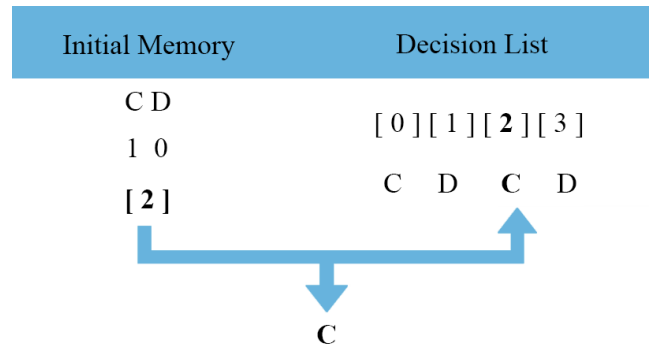 Initial Memory Decision List
C D
1 0
[ 2 ]
[ 0 ] [ 1 ] [ 2 ] [ 3 ]
C D C D
C